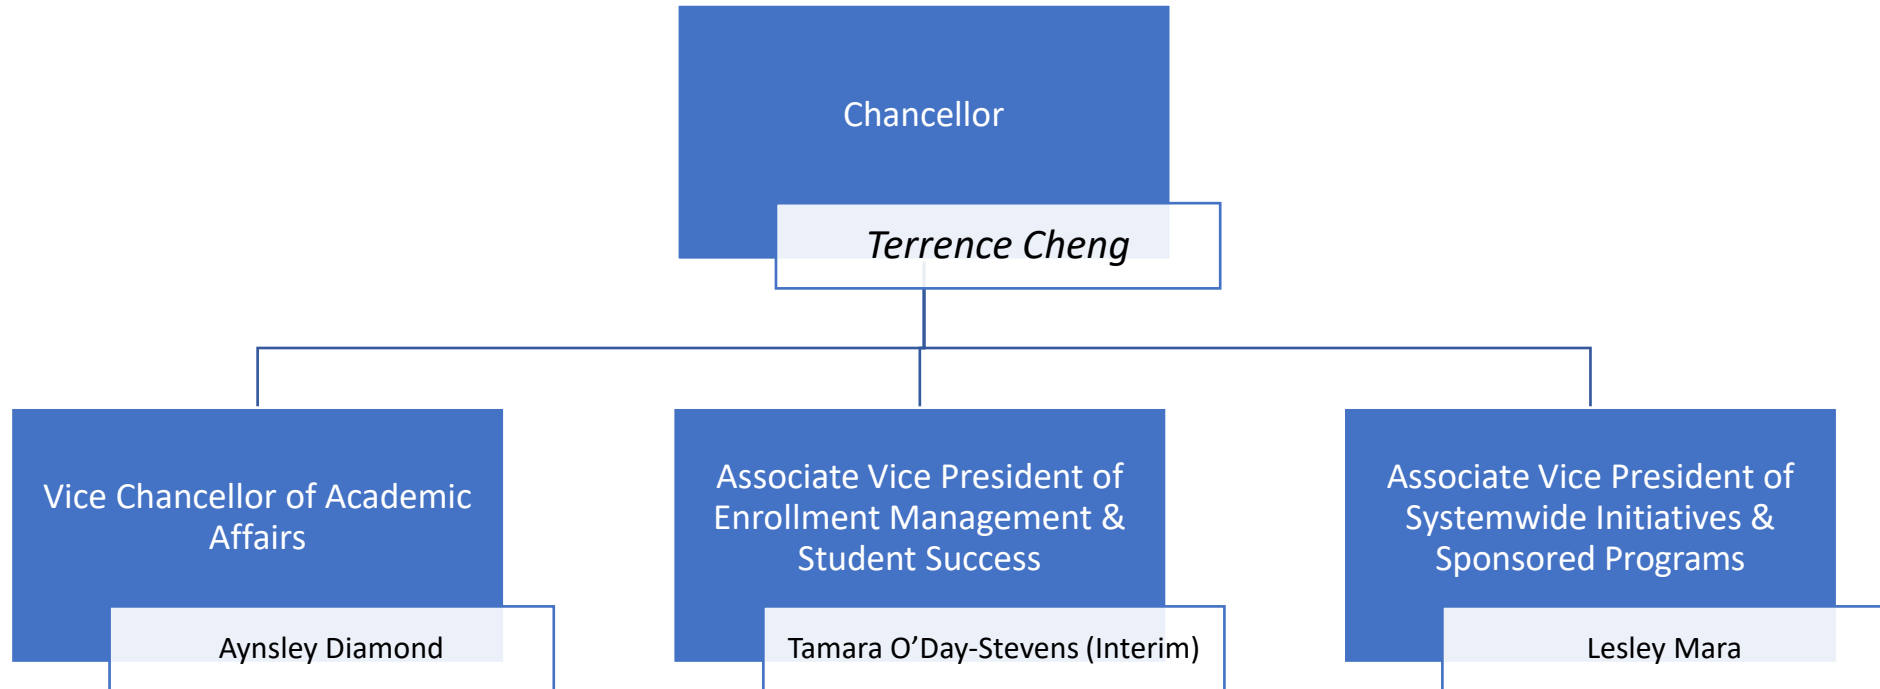 Chancellor
Terrence Cheng
Vice Chancellor of Academic
Affairs
Aynsley Diamond
Associate Vice President of
Enrollment Management &
Student Success
Tamara O’Day-Stevens (Interim)
Associate Vice President of
Systemwide Initiatives &
Sponsored Programs
Lesley Mara